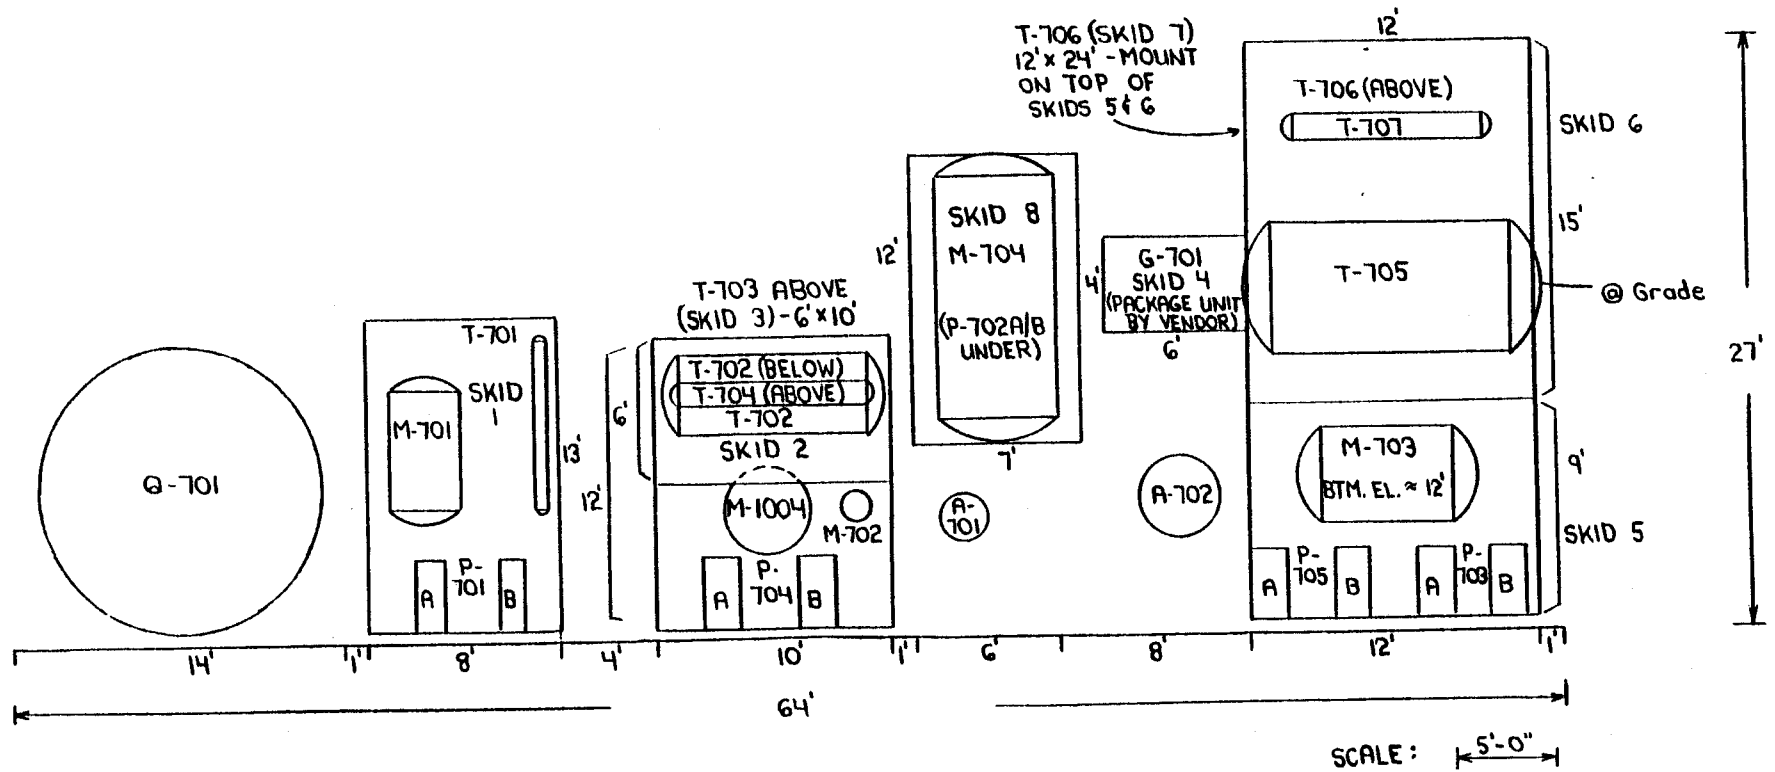 T-706 (SKID 7)
12' x 24' - MOUNT
ON TOP OF
SKIDS 5 & 6
12'
T-706 (ABOVE)
T-707
SKID 6
15'
T-705
@ Grade
27'
SKID 8
M-704
(P-702A/B
UNDER)
12'
7'
4'
G-701
SKID 4
(PACKAGE UNIT
BY VENDOR)
6'
T-703 ABOVE
(SKID 3) - 6' x 10'
T-702 (BELOW)
T-704 (ABOVE)
T-702
SKID 2
6'
12'
M-1004
M-702
P-
704
A
B
T-701
SKID
1
M-701
13'
P-
701
A
B
Q-701
A-
701
A-702
M-703
BTM. EL. ≈ 12'
9'
SKID 5
A
P-
705
B
A
P-
703
B
14'
1'
8'
4'
10'
1'
6'
8'
12'
1'
64'
SCALE: 5'-0"